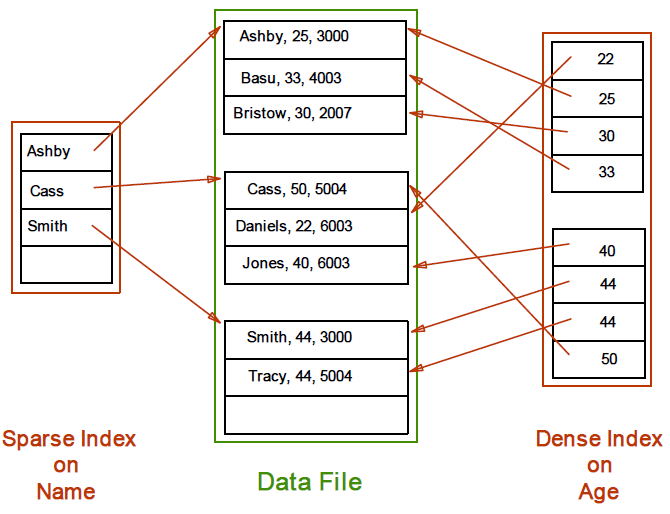 Ashby
Cass
Smith
Sparse Index
on
Name
Ashby, 25, 3000
Basu, 33, 4003
Bristow, 30, 2007
Cass, 50, 5004
Daniels, 22, 6003
Jones, 40, 6003
Smith, 44, 3000
Tracy, 44, 5004
Data File
22
25
30
33
40
44
44
50
Dense Index
on
Age